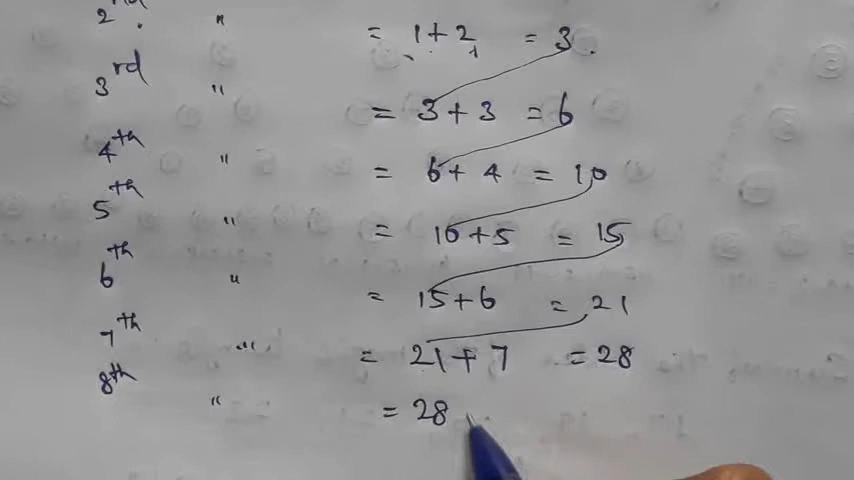 2nd " = 1+2 = 3.
3rd " = 3+3 = 6
4th " = 6+4 = 10
5th " = 10+5 = 15
6th " = 15+6 = 21
7th " = 21+7 = 28
8th " = 28